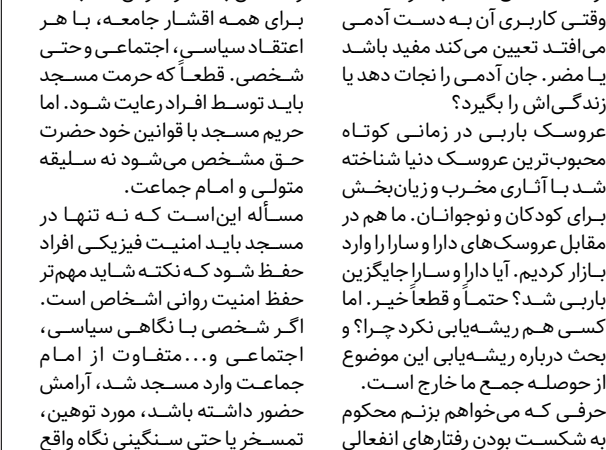 وقتی کاربری آن به دست آدمی
می‌افتد تعیین می‌کند مفید باشد
یا مضر. جان آدمی را نجات دهد یا
زندگی‌اش را بگیرد؟
عروسک باربی در زمانی کوتاه
محبوب‌ترین عروسک دنیا شناخته
شد با آثاری مخرب و زیان‌بخش
برای کودکان و نوجوانان. ما هم در
مقابل عروسک‌های دارا و سارا را وارد
بازار کردیم. آیا دارا و سارا جایگزین
باربی شد؟ حتماً و قطعاً خیر. اما
کسی هم ریشه‌یابی نکرد چرا؟ و
بحث درباره ریشه‌یابی این موضوع
از حوصله جمع ما خارج است.
حرفی که می‌خواهم بزنم محکوم
به شکست بودن رفتارهای انفعالی
برای همه اقشار جامعه، با هر
اعتقاد سیاسی، اجتماعی و حتی
شخصی. قطعاً که حرمت مسجد
باید توسط افراد رعایت شود. اما
حریم مسجد با قوانین خود حضرت
حق مشخص می‌شود نه سلیقه
متولی و امام جماعت.
مسأله این‌است که نه تنها در
مسجد باید امنیت فیزیکی افراد
حفظ شود که نکته شاید مهم‌تر
حفظ امنیت روانی اشخاص است.
اگر شخصی با نگاهی سیاسی،
اجتماعی و...متفاوت از امام
جماعت وارد مسجد شد، آرامش
حضور داشته باشد، مورد توهین،
تمسخر یا حتی سنگینی نگاه واقع